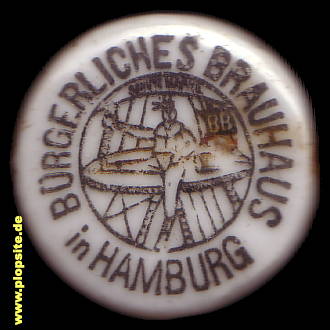 BÜRGERLICHES BRAUHAUS
in HAMBURG
BB
www.plopsite.de